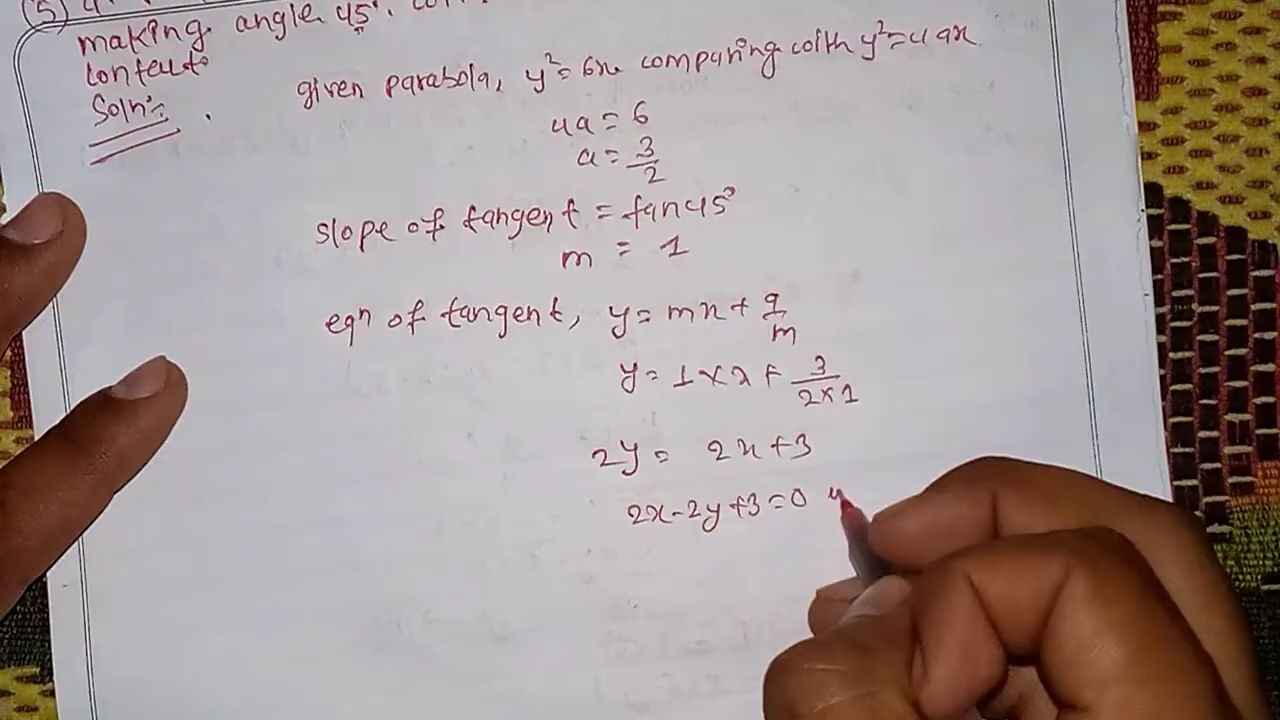 (5)
making angle 45°.
Soln:
given parabola, y²=6x comparing with y²=4ax
4a=6
a=3/2
slope of tangent = tan45°
m = 1
eqn of tangent, y=mx+a/m
y=1×x+3/2×1
2y= 2x+3
2x-2y+3=0